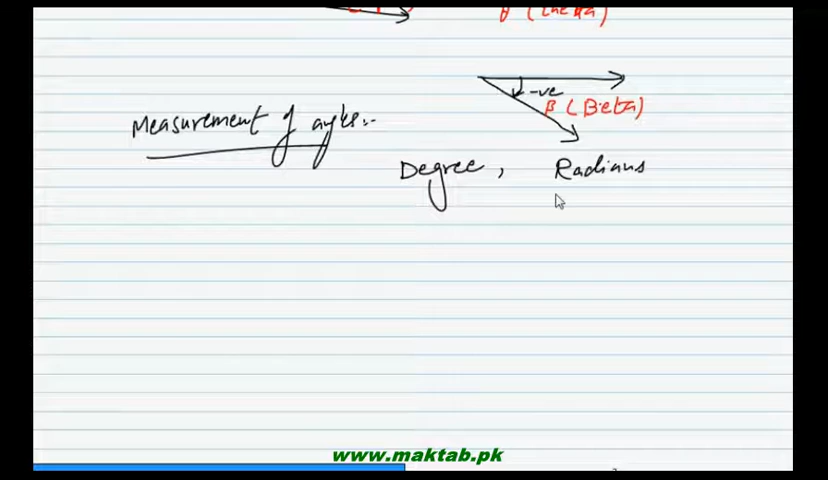 θ (Theta)
-ve
β (Beta)
Measurement of angles:-
Degree, Radians
www.maktab.pk